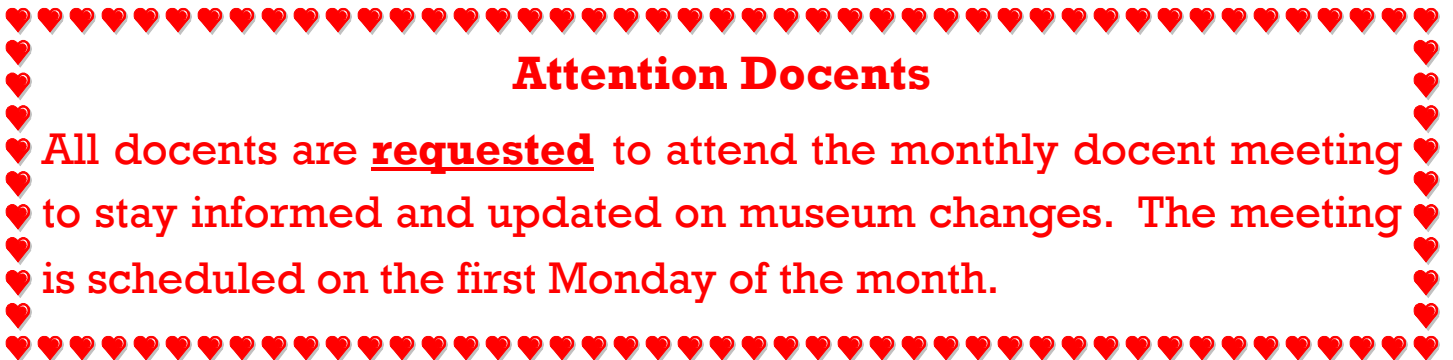 Attention Docents
All docents are requested to attend the monthly docent meeting
to stay informed and updated on museum changes.  The meeting
is scheduled on the first Monday of the month.